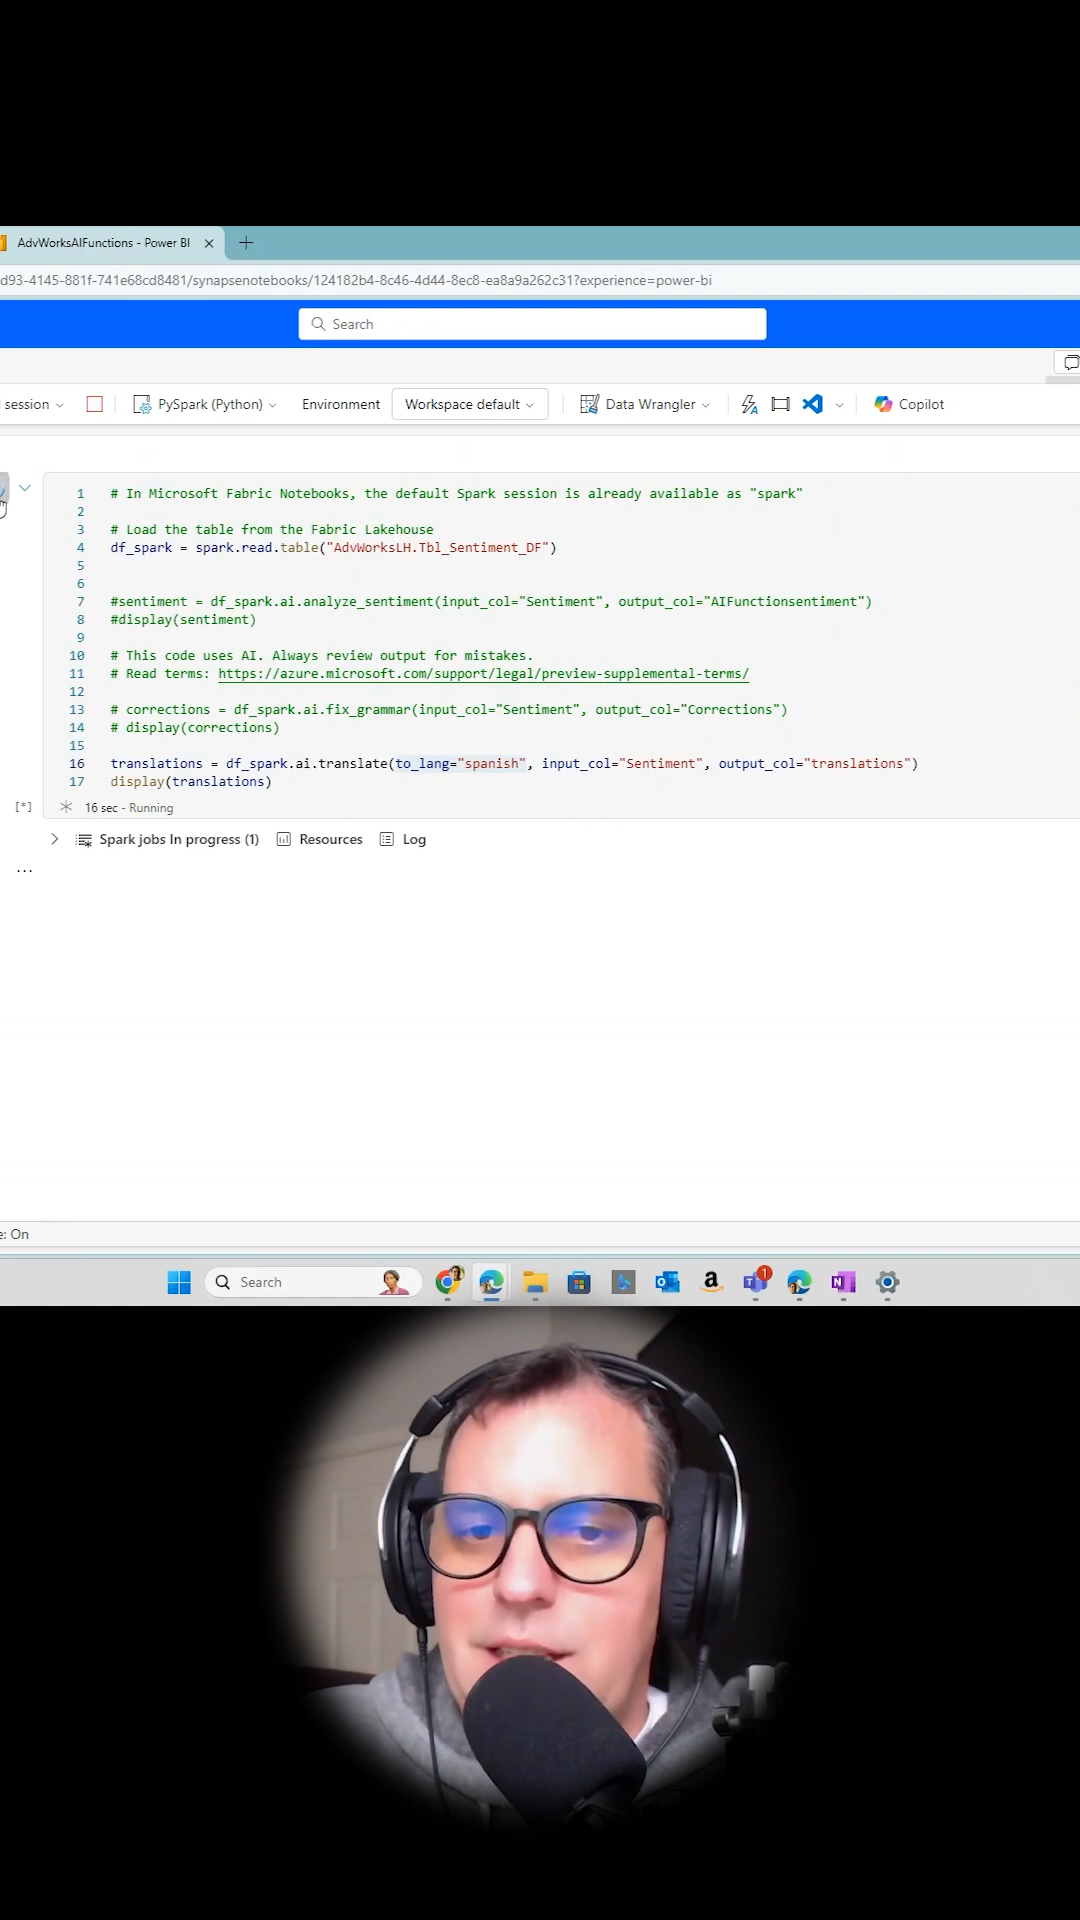 AdvWorksAIFunctions - Power BI
d93-4145-881f-741e68cd8481/synapsenotebooks/124182b4-8c46-4d44-8ec8-ea8a9a262c31?experience=power-bi
Search
session PySpark (Python) Environment Workspace default Data Wrangler Copilot
1 # In Microsoft Fabric Notebooks, the default Spark session is already available as "spark"
2
3 # Load the table from the Fabric Lakehouse
4 df_spark = spark.read.table("AdvWorksLH.Tbl_Sentiment_DF")
5
6
7 #sentiment = df_spark.ai.analyze_sentiment(input_col="Sentiment", output_col="AIFunctionsentiment")
8 #display(sentiment)
9
10 # This code uses AI. Always review output for mistakes.
11 # Read terms: https://azure.microsoft.com/support/legal/preview-supplemental-terms/
12
13 # corrections = df_spark.ai.fix_grammar(input_col="Sentiment", output_col="Corrections")
14 # display(corrections)
15
16 translations = df_spark.ai.translate(to_lang="spanish", input_col="Sentiment", output_col="translations")
17 display(translations)
[*] 16 sec - Running
Spark jobs In progress (1) Resources Log
...
e: On
Search
1